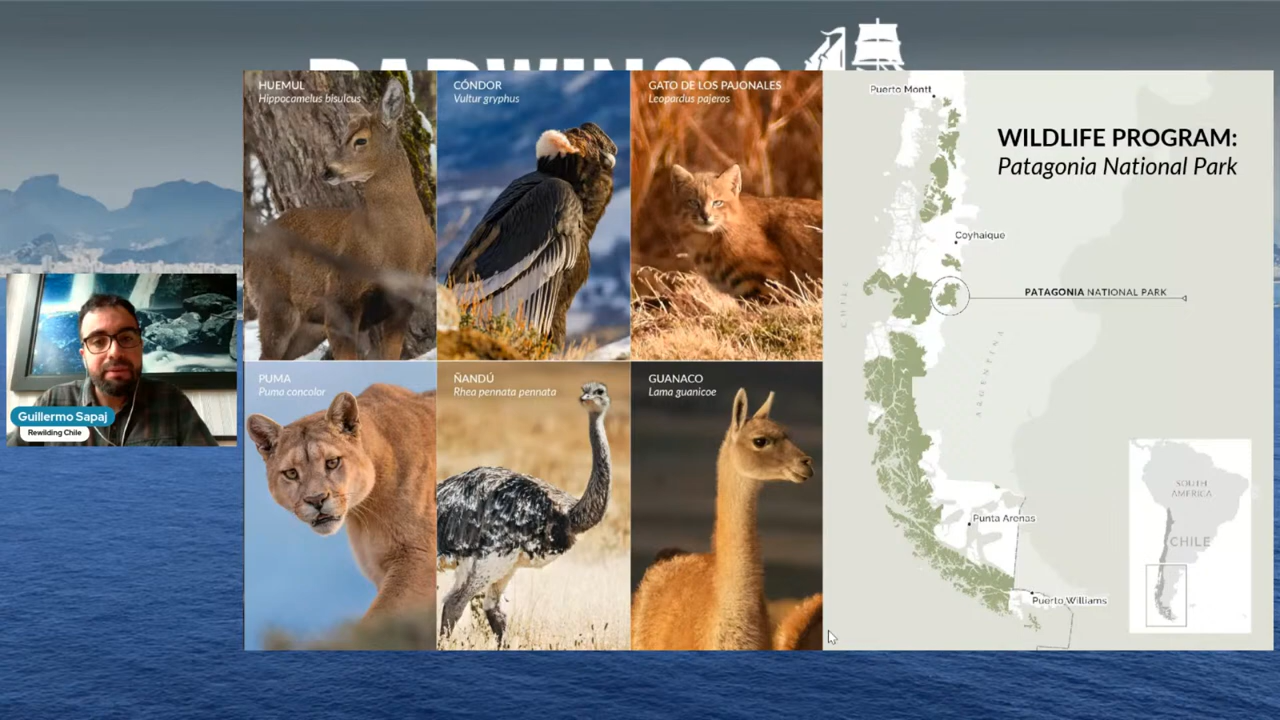 HUEMUL
Hippocamelus bisulcus
CÓNDOR
Vultur gryphus
GATO DE LOS PAJONALES
Leopardus pajeros
PUMA
Puma concolor
ÑANDÚ
Rhea pennata pennata
GUANACO
Lama guanicoe
WILDLIFE PROGRAM:
Patagonia National Park
Puerto Montt
Coyhaique
PATAGONIA NATIONAL PARK
CHILE
ARGENTINA
Punta Arenas
Puerto Williams
SOUTH
AMERICA
CHILE
Guillermo Sapaj
Rewilding Chile